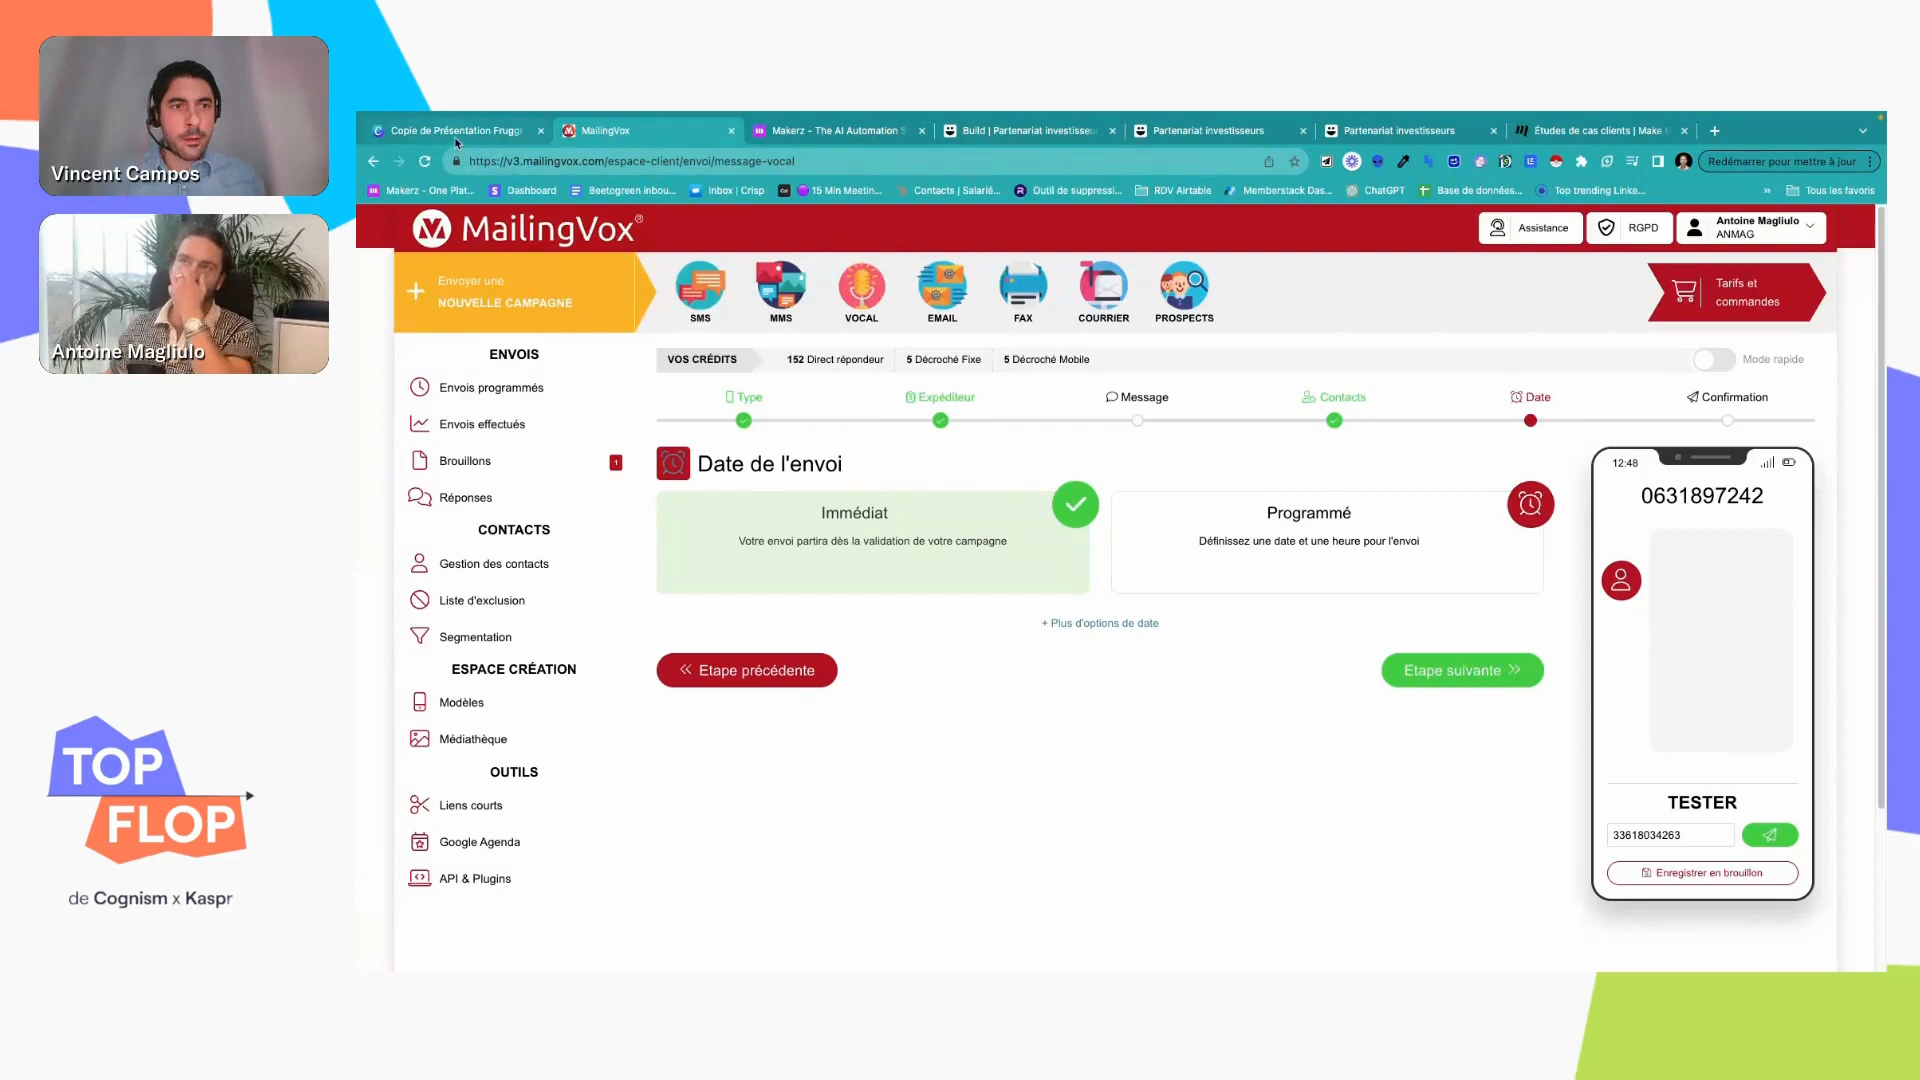 Vincent Campos
Antoine Magliulo
TOP
FLOP
de Cognism x Kaspr
Copie de Présentation Frugg
MailingVox
Makerz - The AI Automation S
Build | Partenariat investisseu
Partenariat investisseurs
Partenariat investisseurs
Études de cas clients | Make t
https://v3.mailingvox.com/espace-client/envoi/message-vocal
Redémarrer pour mettre à jour
Makerz - One Plat...
Dashboard
Beetogreen inbou...
Inbox | Crisp
15 Min Meetin...
Contacts | Salarié...
Outil de suppressi...
RDV Airtable
Memberstack Das...
ChatGPT
Base de données...
Top trending Linke...
»
Tous les favoris
MailingVox®
Assistance
RGPD
Antoine Magliulo
ANMAG
Envoyer une
NOUVELLE CAMPAGNE
SMS
MMS
VOCAL
EMAIL
FAX
COURRIER
PROSPECTS
Tarifs et
commandes
ENVOIS
Envois programmés
Envois effectués
Brouillons
1
Réponses
CONTACTS
Gestion des contacts
Liste d'exclusion
Segmentation
ESPACE CRÉATION
Modèles
Médiathèque
OUTILS
Liens courts
Google Agenda
API & Plugins
VOS CRÉDITS
152 Direct répondeur
5 Décroché Fixe
5 Décroché Mobile
Mode rapide
Type
Expéditeur
Message
Contacts
Date
Confirmation
Date de l'envoi
Immédiat
Votre envoi partira dès la validation de votre campagne
Programmé
Définissez une date et une heure pour l'envoi
+ Plus d'options de date
Etape précédente
Etape suivante
12:48
0631897242
TESTER
33618034263
Enregistrer en brouillon